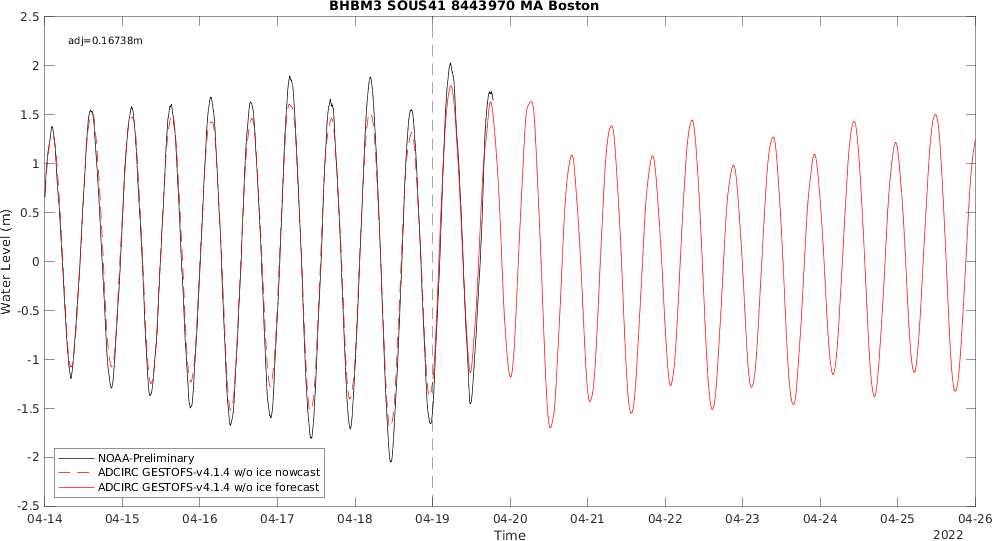 BHBM3 SOUS41 8443970 MA Boston
adj=0.16738m
2.5
2
1.5
1
0.5
0
-0.5
-1
-1.5
-2
-2.5
Water Level (m)
NOAA-Preliminary
ADCIRC GESTOFS-v4.1.4 w/o ice nowcast
ADCIRC GESTOFS-v4.1.4 w/o ice forecast
04-14 04-15 04-16 04-17 04-18 04-19 04-20 04-21 04-22 04-23 04-24 04-25 04-26
Time
2022